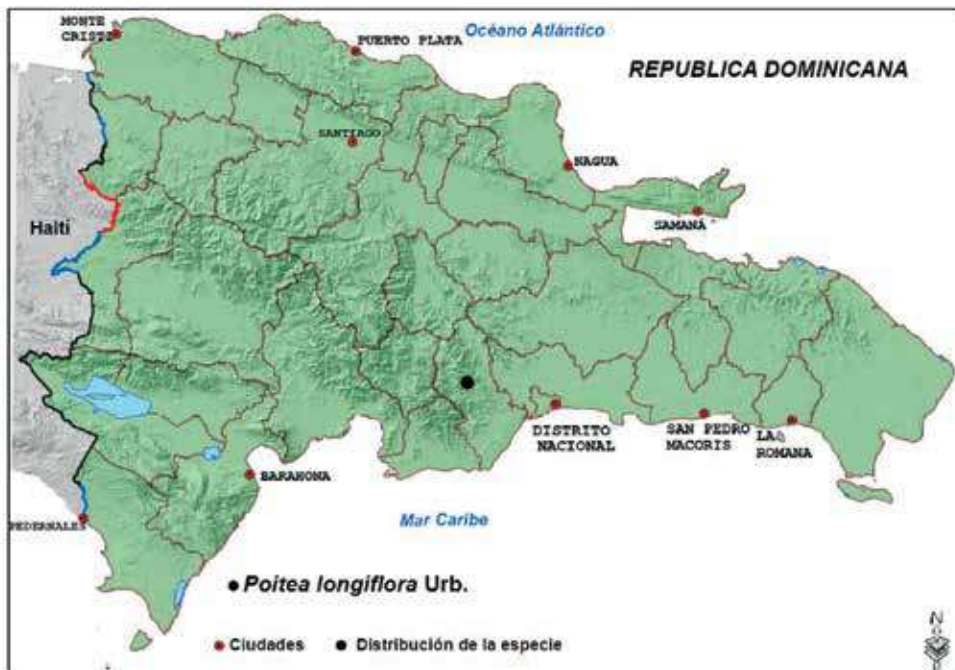 MONTE
CRISTI
PUERTO PLATA
Océano Atlántico
REPUBLICA DOMINICANA
SANTIAGO
NAGUA
SAMANÁ
Haití
DISTRITO
NACIONAL
SAN PEDRO
MACORIS
LA
ROMANA
BARAHONA
PEDERNALES
Mar Caribe
Poitea longiflora Urb.
Ciudades
Distribución de la especie
N